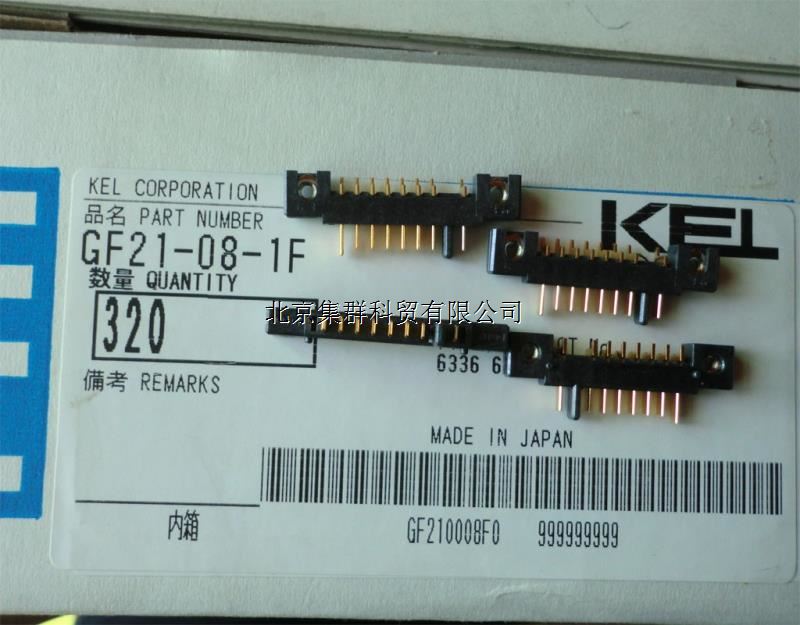 KEL CORPORATION
品名 PART NUMBER
KEL
GF21-08-1F
数量 QUANTITY
320
北京集群科贸有限公司
6336
備考 REMARKS
MADE IN JAPAN
内箱
GF210008F0 999999999